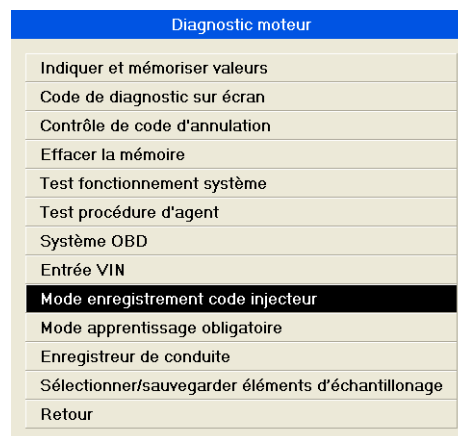 Diagnostic moteur
Indiquer et mémoriser valeurs
Code de diagnostic sur écran
Contrôle de code d'annulation
Effacer la mémoire
Test fonctionnement système
Test procédure d'agent
Système OBD
Entrée VIN
Mode enregistrement code injecteur
Mode apprentissage obligatoire
Enregistreur de conduite
Sélectionner/sauvegarder éléments d'échantillonage
Retour